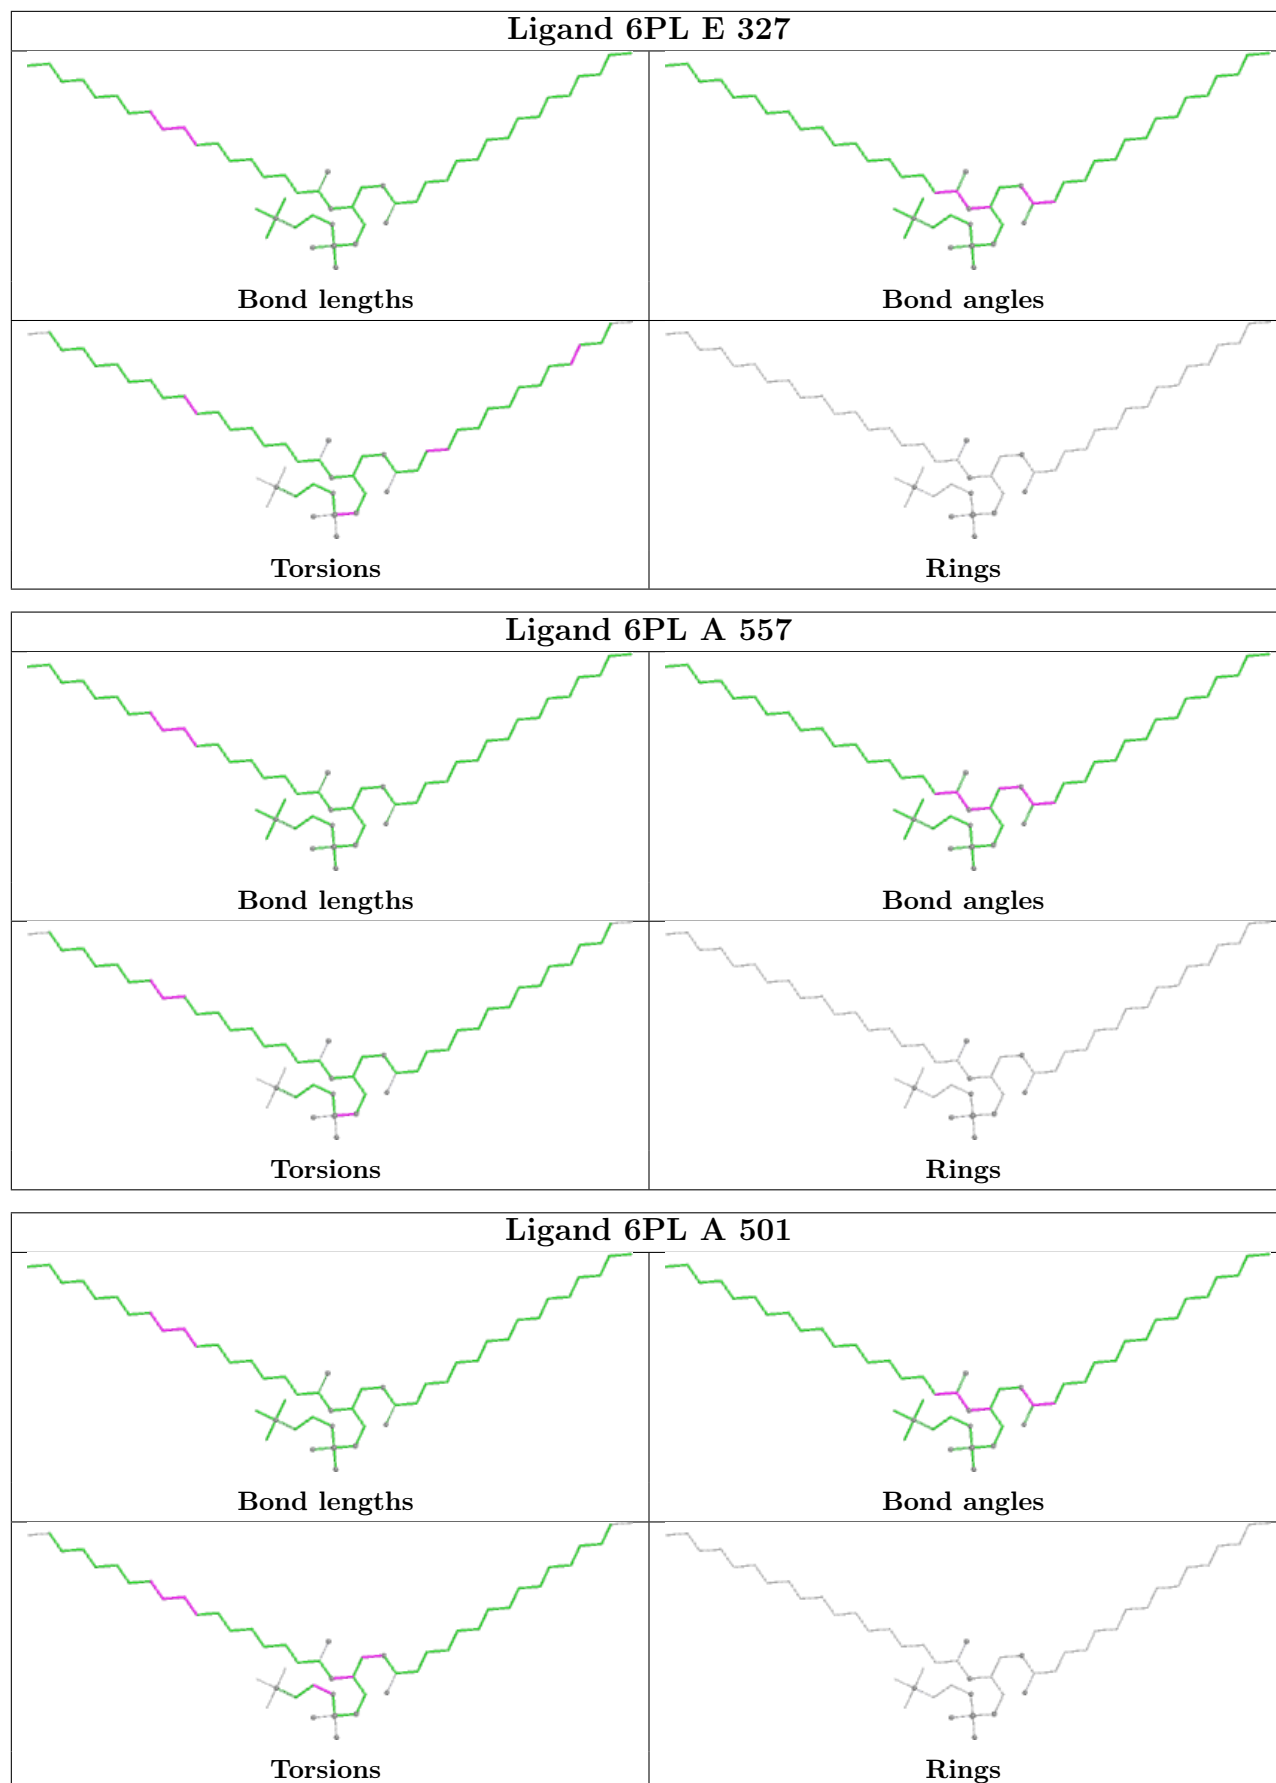 Ligand 6PL E 327
Bond lengths
Bond angles
Torsions
Rings
Ligand 6PL A 557
Bond lengths
Bond angles
Torsions
Rings
Ligand 6PL A 501
Bond lengths
Bond angles
Torsions
Rings